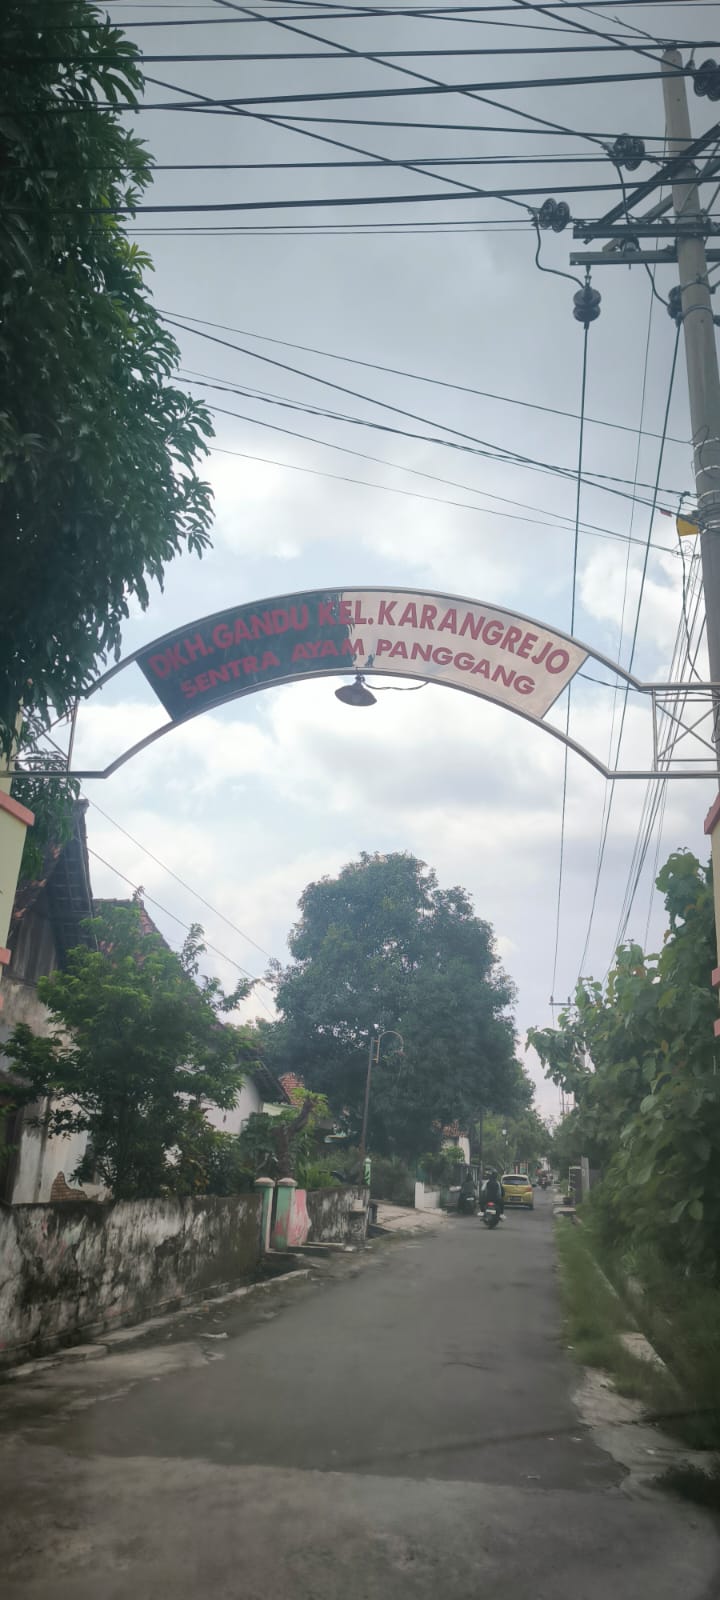 DKH.GANDU KEL.KARANGREJO
SENTRA AYAM PANGGANG